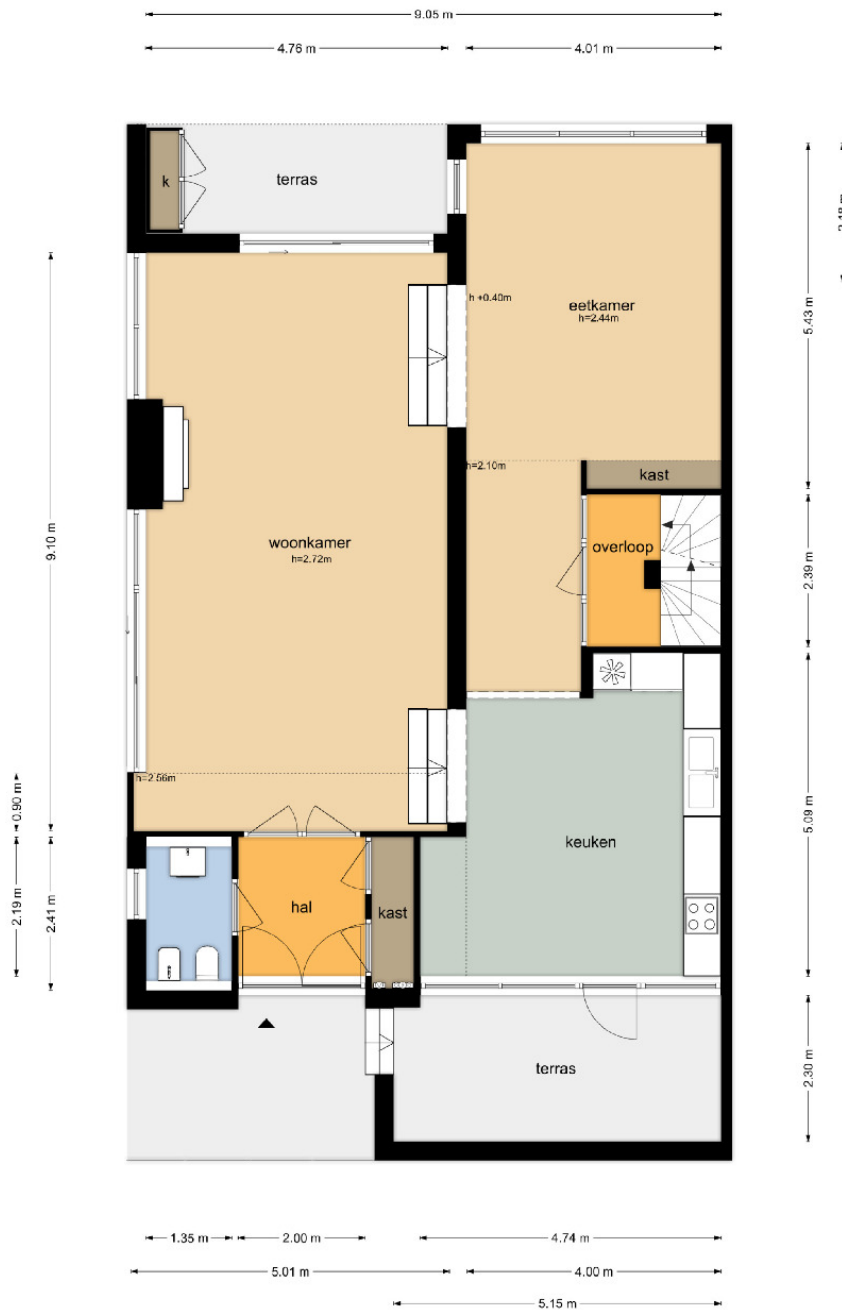 9.05 m
4.76 m
4.01 m
k
terras
eetkamer
h=2.44m
h +0.40m
5.43 m
h=2.10m
kast
woonkamer
h=2.72m
9.10 m
overloop
2.39 m
h=2.56m
0.90 m
keuken
5.09 m
hal
kast
2.19 m
2.41 m
terras
2.30 m
1.35 m
2.00 m
4.74 m
5.01 m
4.00 m
5.15 m